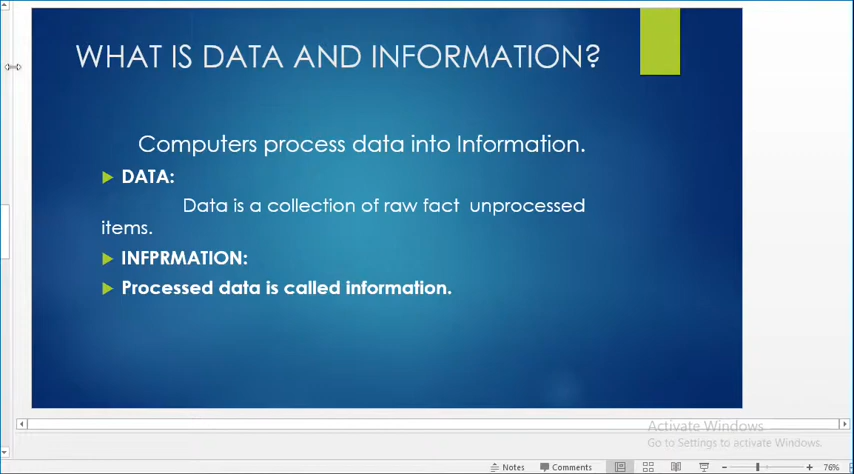 WHAT IS DATA AND INFORMATION?
Computers process data into Information.
DATA:
Data is a collection of raw fact unprocessed
items.
INFPRMATION:
Processed data is called information.
Activate Windows
Go to Settings to activate Windows.
Notes Comments 76%